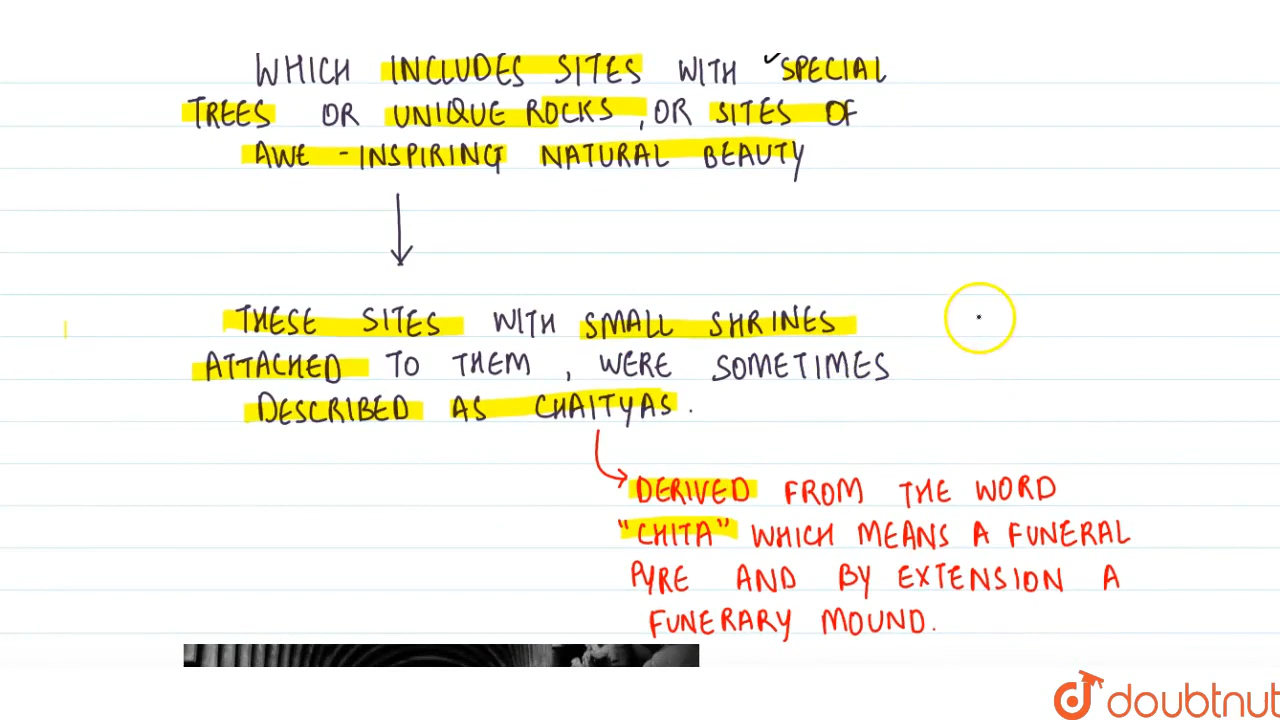 WHICH INCLUDES SITES WITH SPECIAL
TREES OR UNIQUE ROCKS, OR SITES OF
AWE-INSPIRING NATURAL BEAUTY
THESE SITES WITH SMALL SHRINES
ATTACHED TO THEM, WERE SOMETIMES
DESCRIBED AS CHAITYAS.
DERIVED FROM THE WORD
"CHITA" WHICH MEANS A FUNERAL
PYRE AND BY EXTENSION A
FUNERARY MOUND.
doubtnut